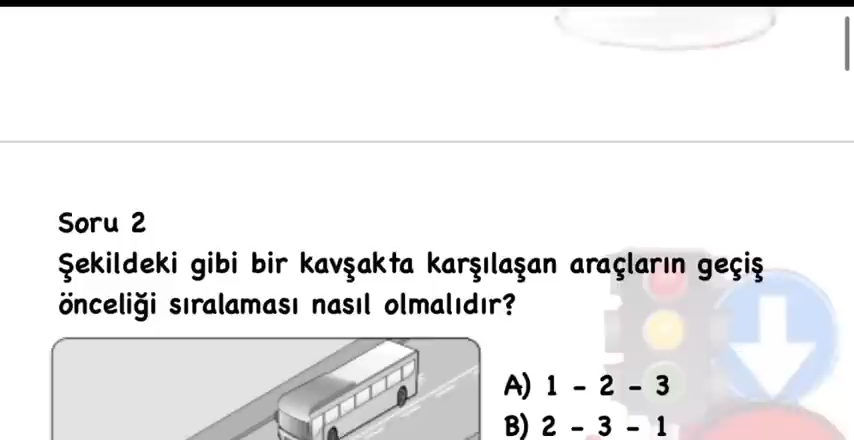 Soru 2
Şekildeki gibi bir kavşakta karşılaşan araçların geçiş
önceliği sıralaması nasıl olmalıdır?
A) 1 - 2 - 3
B) 2 - 3 - 1